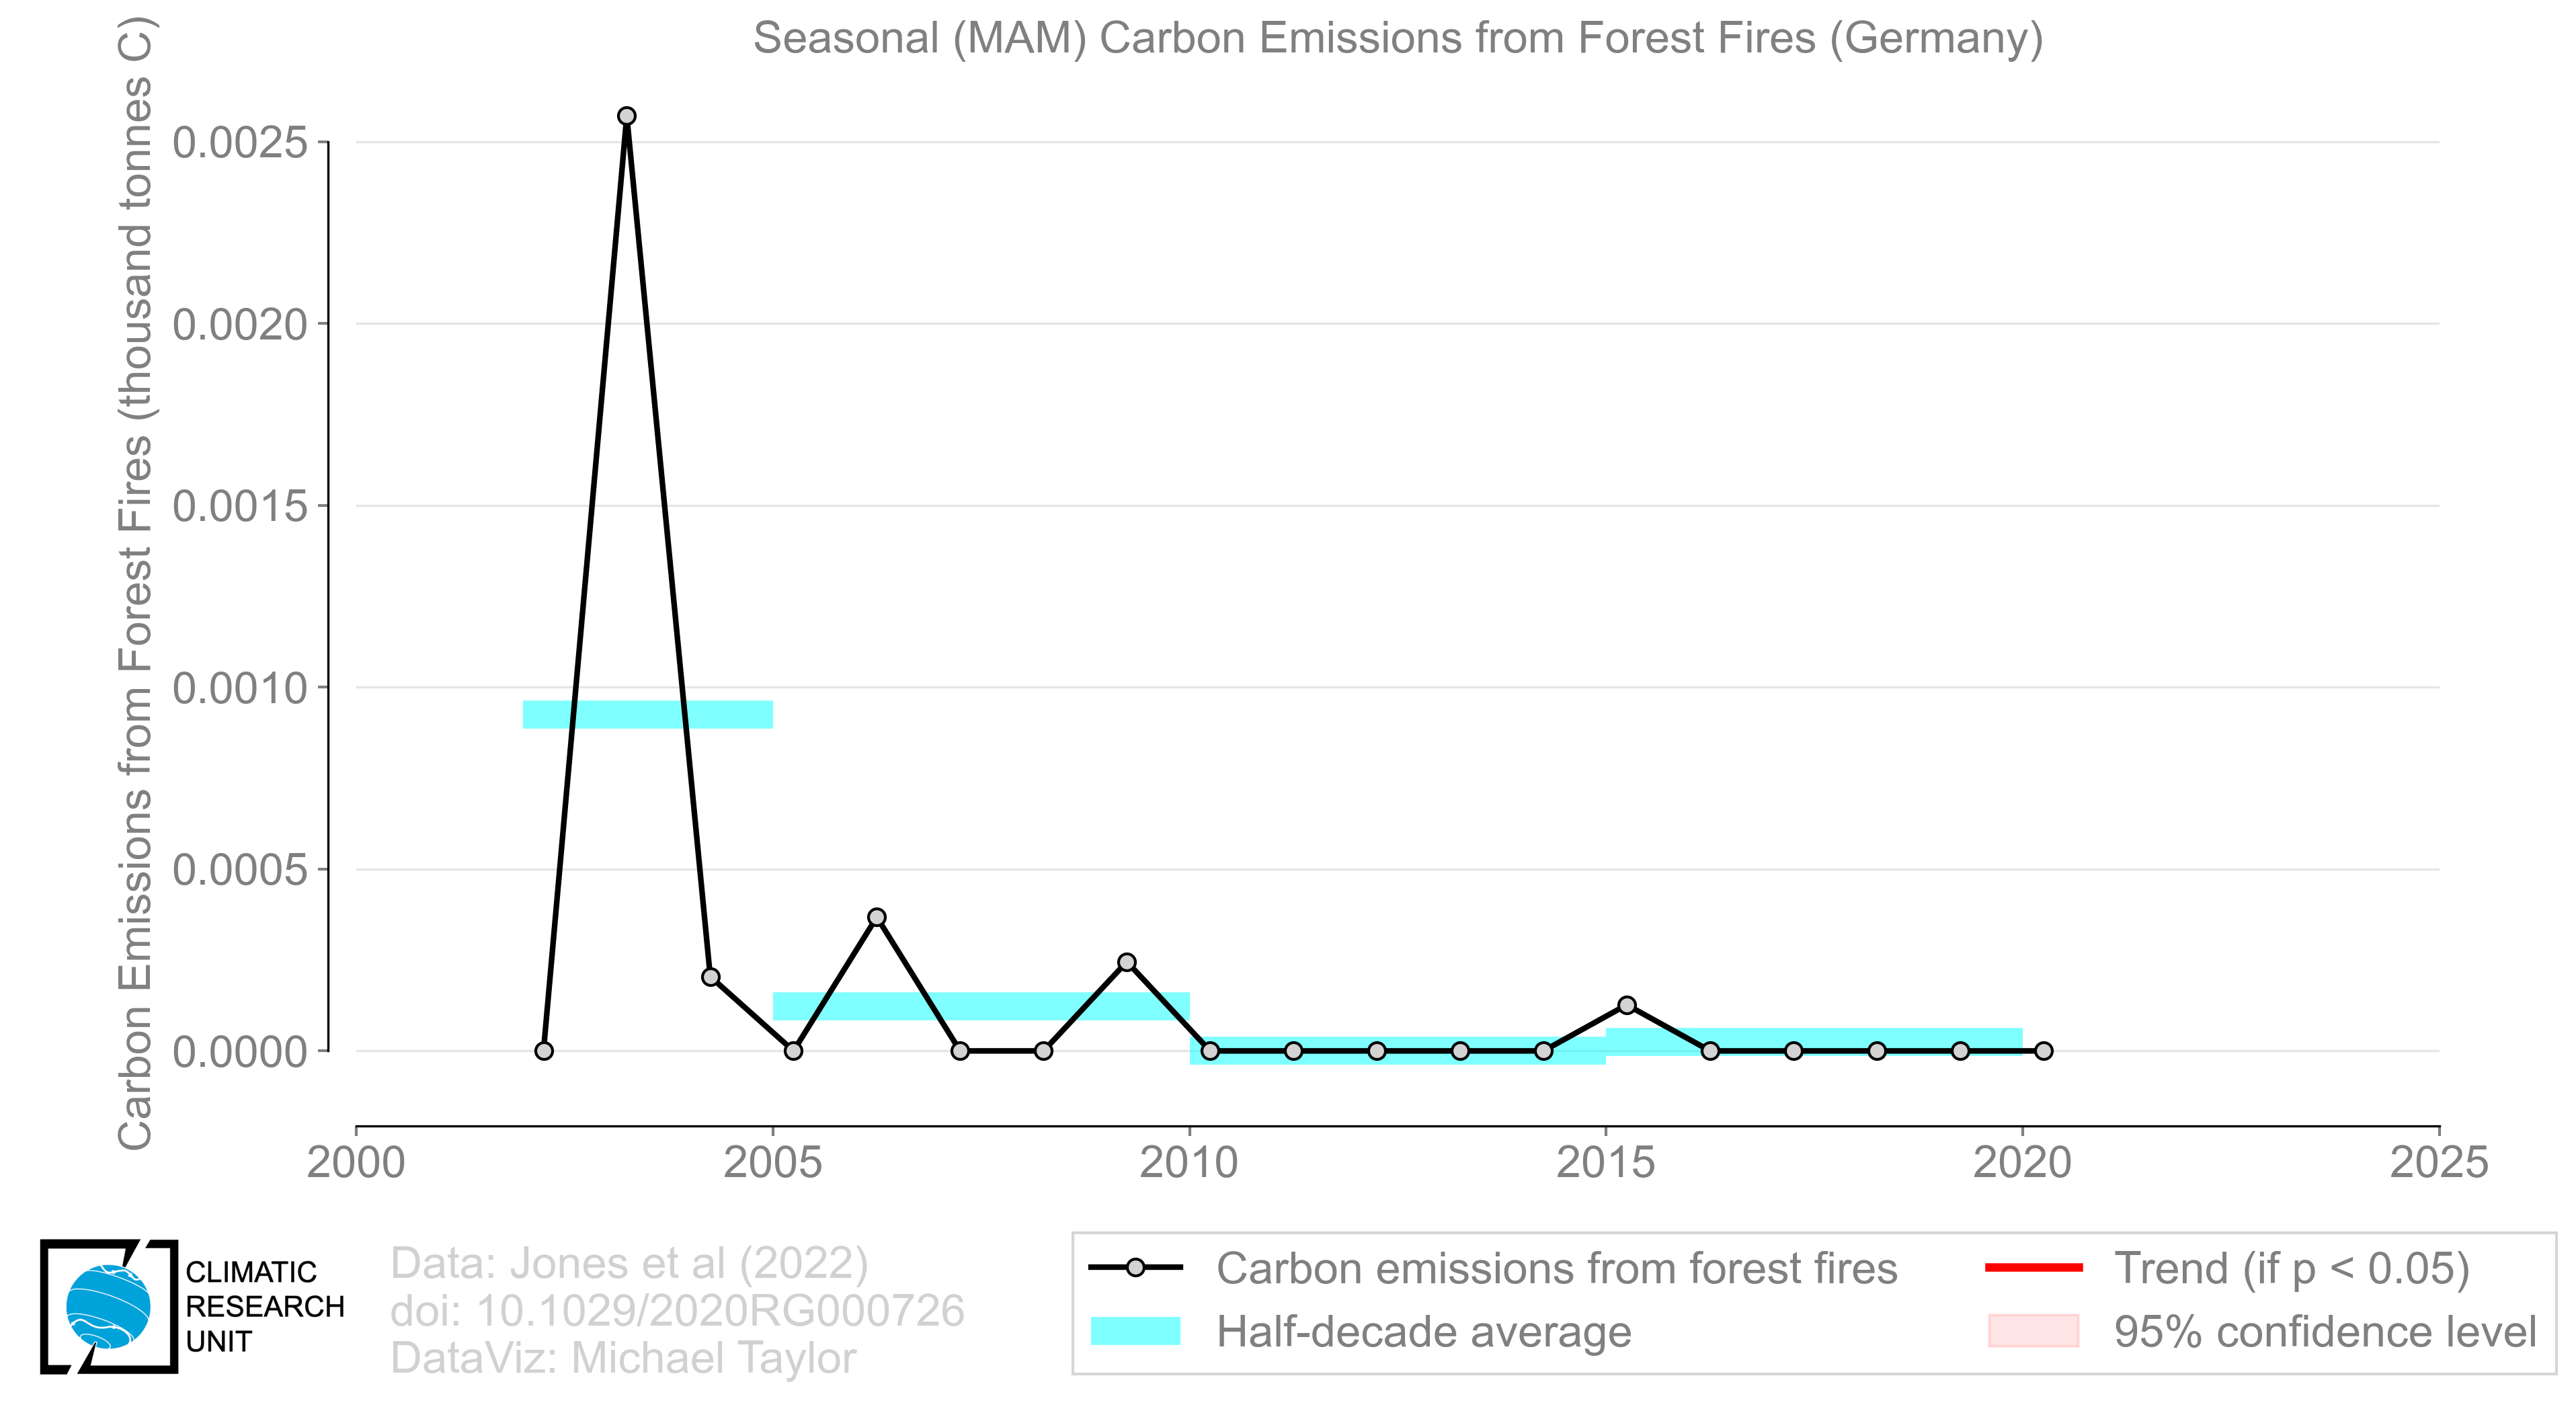 Seasonal (MAM) Carbon Emissions from Forest Fires (Germany)
Carbon Emissions from Forest Fires (thousand tonnes C)
0.0025
0.0020
0.0015
0.0010
0.0005
0.0000
2000 2005 2010 2015 2020 2025
CLIMATIC
RESEARCH
UNIT
Data: Jones et al (2022)
doi: 10.1029/2020RG000726
DataViz: Michael Taylor
Carbon emissions from forest fires
Half-decade average
Trend (if p < 0.05)
95% confidence level